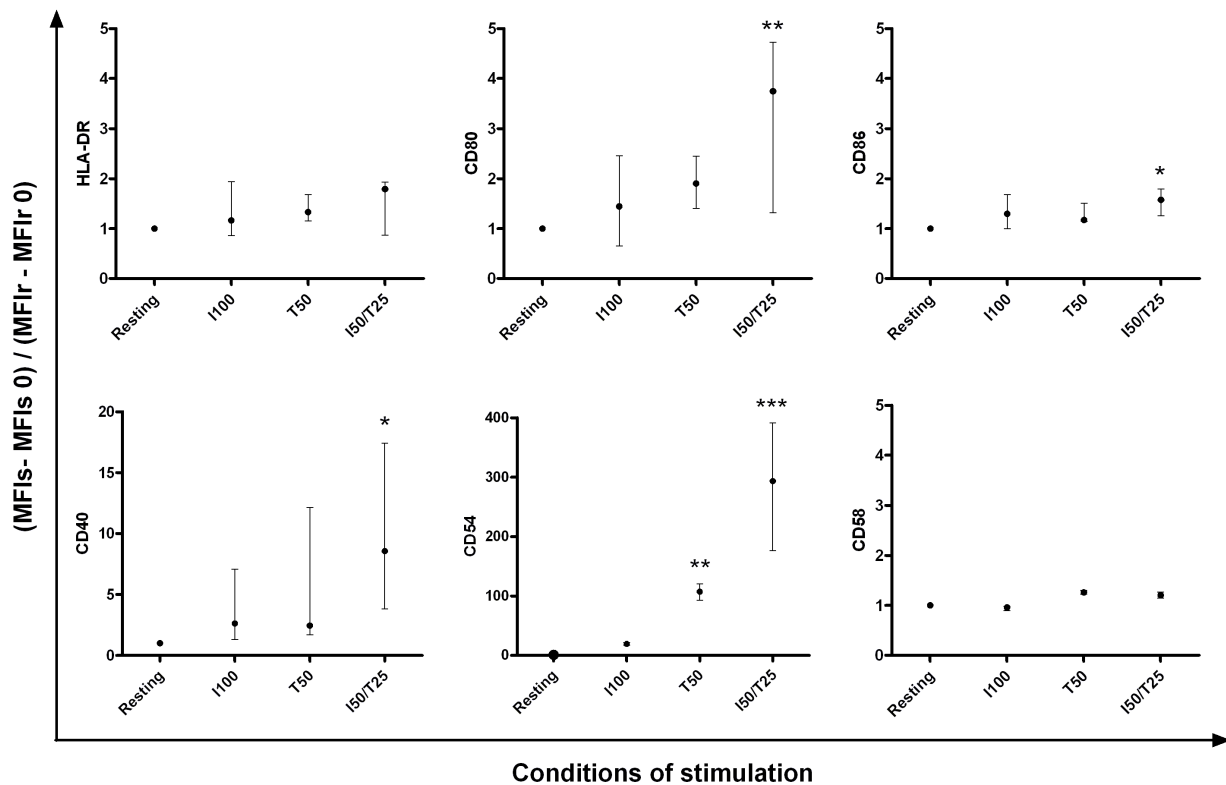 (MFIs- MFIs 0) / (MFIr - MFIr 0)
HLA-DR
5
4
3
2
1
0
Resting
I100
T50
I50/T25
CD80
5
4
3
2
1
0
**
Resting
I100
T50
I50/T25
CD86
5
4
3
2
1
0
*
Resting
I100
T50
I50/T25
CD40
20
15
10
5
0
*
Resting
I100
T50
I50/T25
CD54
400
300
200
100
0
**
***
Resting
I100
T50
I50/T25
CD58
5
4
3
2
1
0
Resting
I100
T50
I50/T25
Conditions of stimulation